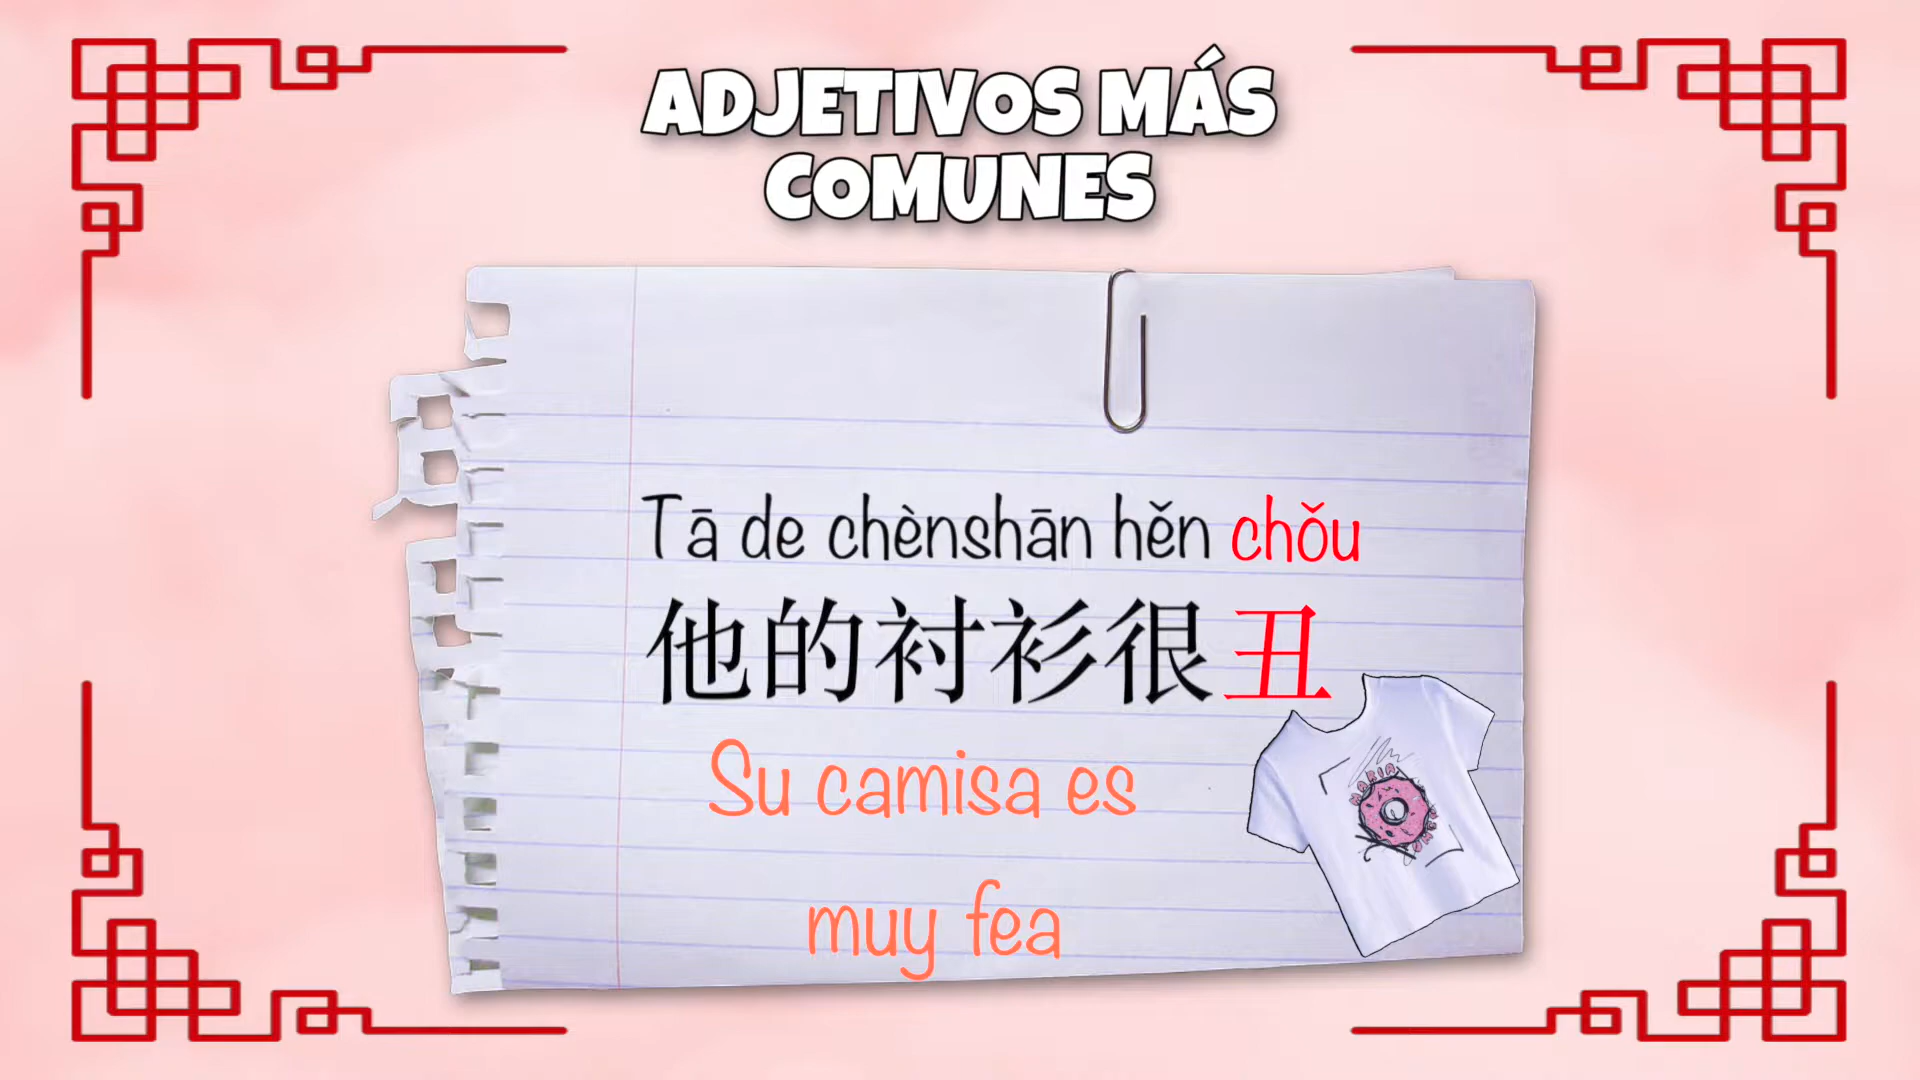 ADJETIVOS MÁS
COMUNES
Tā de chènshān hěn chǒu
他的衬衫很丑
Su camisa es
muy fea
MARIA